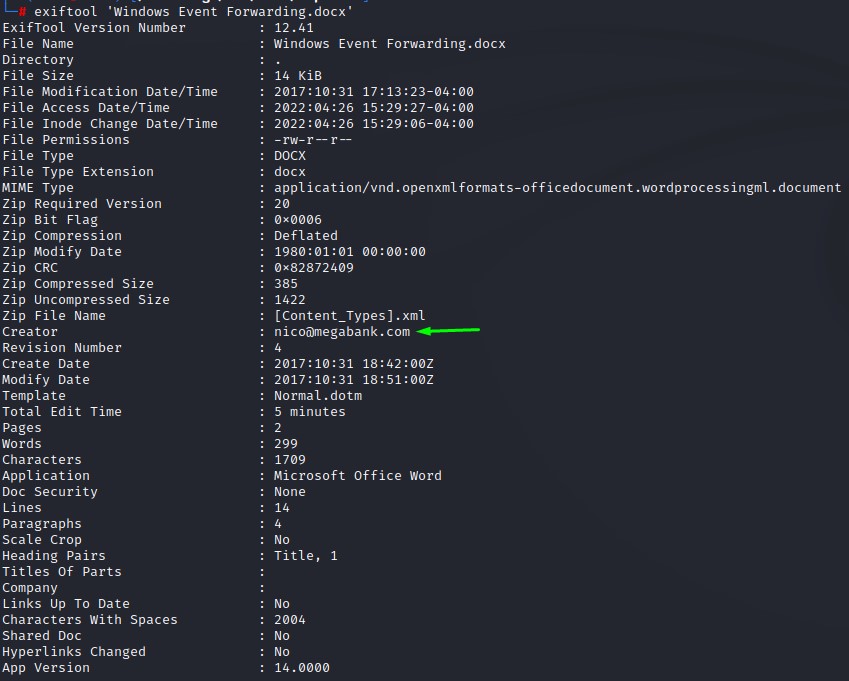 # exiftool 'Windows Event Forwarding.docx'
ExifTool Version Number : 12.41
File Name : Windows Event Forwarding.docx
Directory : .
File Size : 14 KiB
File Modification Date/Time : 2017:10:31 17:13:23-04:00
File Access Date/Time : 2022:04:26 15:29:27-04:00
File Inode Change Date/Time : 2022:04:26 15:29:06-04:00
File Permissions : -rw-r--r--
File Type : DOCX
File Type Extension : docx
MIME Type : application/vnd.openxmlformats-officedocument.wordprocessingml.document
Zip Required Version : 20
Zip Bit Flag : 0×0006
Zip Compression : Deflated
Zip Modify Date : 1980:01:01 00:00:00
Zip CRC : 0×82872409
Zip Compressed Size : 385
Zip Uncompressed Size : 1422
Zip File Name : [Content_Types].xml
Creator : nico@megabank.com
Revision Number : 4
Create Date : 2017:10:31 18:42:00Z
Modify Date : 2017:10:31 18:51:00Z
Template : Normal.dotm
Total Edit Time : 5 minutes
Pages : 2
Words : 299
Characters : 1709
Application : Microsoft Office Word
Doc Security : None
Lines : 14
Paragraphs : 4
Scale Crop : No
Heading Pairs : Title, 1
Titles Of Parts :
Company :
Links Up To Date : No
Characters With Spaces : 2004
Shared Doc : No
Hyperlinks Changed : No
App Version : 14.0000